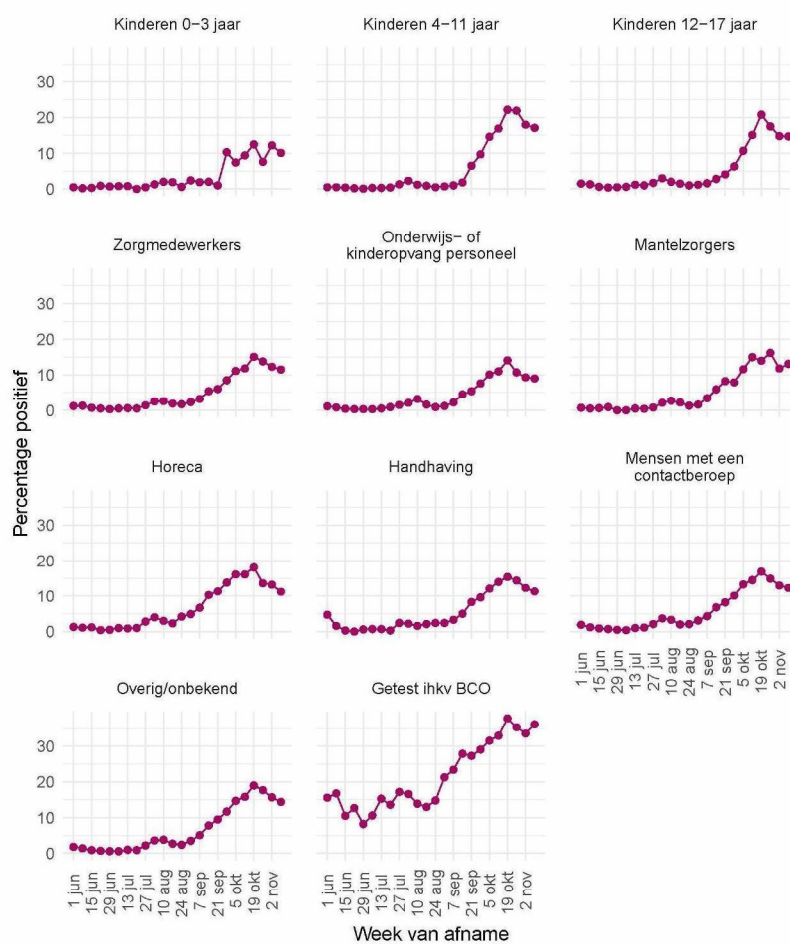 Kinderen 0−3 jaar
Kinderen 4−11 jaar
Kinderen 12−17 jaar
30
20
10
0
Zorgmedewerkers
Onderwijs− of
kinderopvang personeel
Mantelzorgers
30
20
10
0
Percentage positief
Horeca
Handhaving
Mensen met een
contactberoep
30
20
10
0
1 jun
15 jun
29 jun
13 jul
27 jul
10 aug
24 aug
7 sep
21 sep
5 okt
19 okt
2 nov
Overig/onbekend
Getest ihkv BCO
30
20
10
0
1 jun
15 jun
29 jun
13 jul
27 jul
10 aug
24 aug
7 sep
21 sep
5 okt
19 okt
2 nov
1 jun
15 jun
29 jun
13 jul
27 jul
10 aug
24 aug
7 sep
21 sep
5 okt
19 okt
2 nov
Week van afname